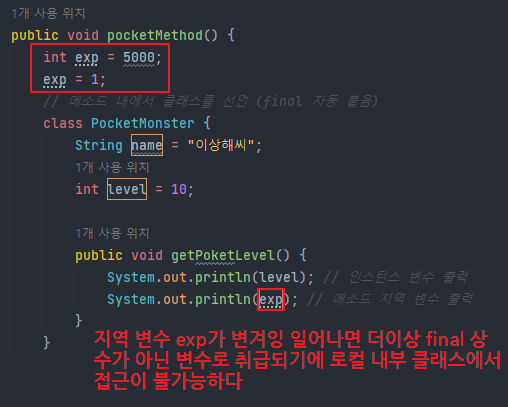 1개 사용 위치
public void pocketMethod() {
int exp = 5000;
exp = 1;
// 메소드 내에서 클래스를 선언 (final 자동 붙음)
class PocketMonster {
String name = "이상해씨";
1개 사용 위치
int level = 10;
1개 사용 위치
public void getPoketLevel() {
System.out.println(level); // 인스턴스 변수 출력
System.out.println(exp); // 메소드 지역 변수 출력
}
}
지역 변수 exp가 변겨잉 일어나면 더이상 final 상
수가 아닌 변수로 취급되기에 로컬 내부 클래스에서
접근이 불가능하다